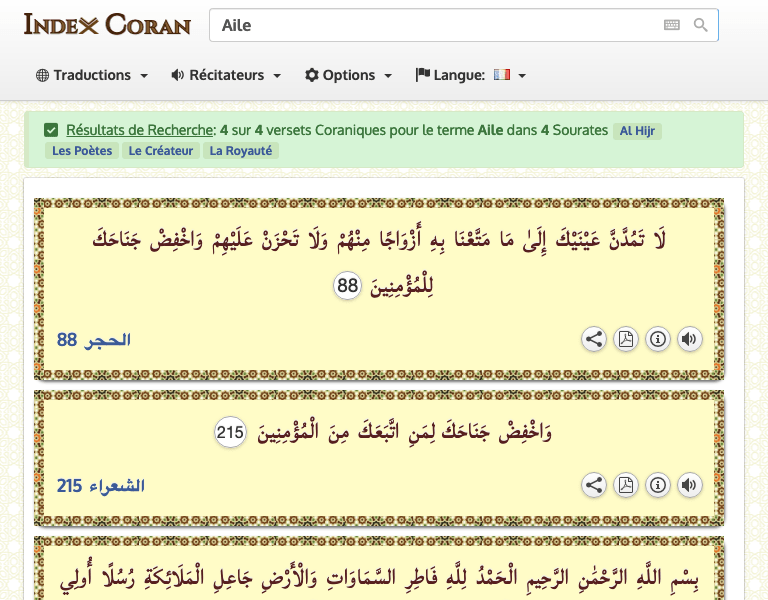 INDEX CORAN
Aile
Traductions Récitateurs Options Langue:
Résultats de Recherche: 4 sur 4 versets Coraniques pour le terme Aile dans 4 Sourates Al Hijr
Les Poètes Le Créateur La Royauté
لَا تَمُدَّنَّ عَيْنَيْكَ إِلَىٰ مَا مَتَّعْنَا بِهِ أَزْوَاجًا مِنْهُمْ وَلَا تَحْزَنْ عَلَيْهِمْ وَاخْفِضْ جَنَاحَكَ
لِلْمُؤْمِنِينَ 88
الحجر 88
وَاخْفِضْ جَنَاحَكَ لِمَنِ اتَّبَعَكَ مِنَ الْمُؤْمِنِينَ 215
الشعراء 215
بِسْمِ اللَّهِ الرَّحْمَٰنِ الرَّحِيمِ الْحَمْدُ لِلَّهِ فَاطِرِ السَّمَاوَاتِ وَالْأَرْضِ جَاعِلِ الْمَلَائِكَةِ رُسُلًا أُولِي